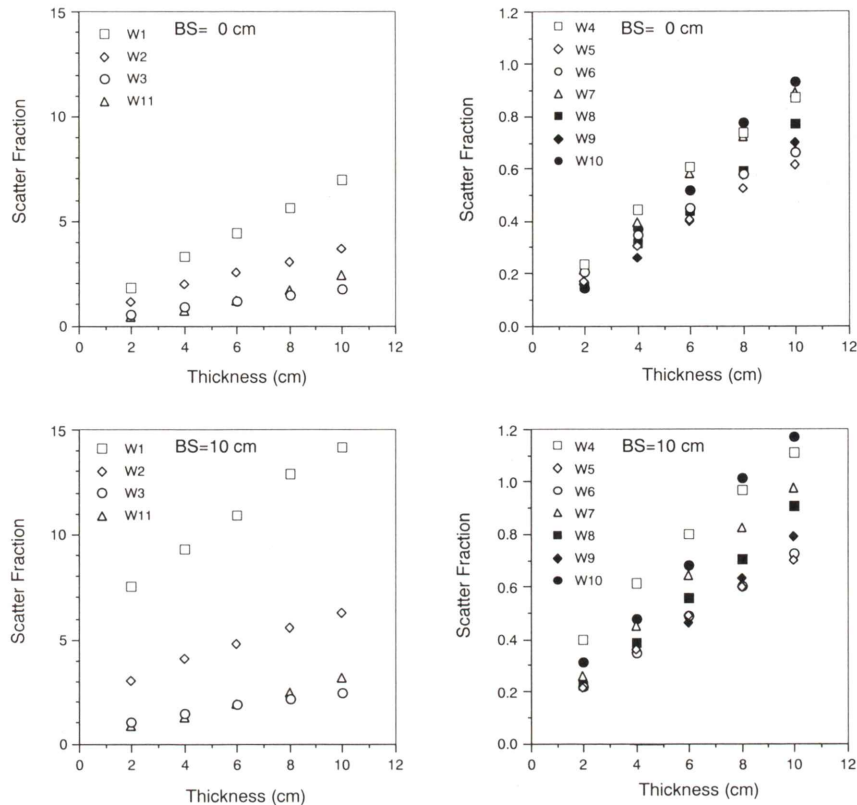 BS= 0 cm
W1
W2
W3
W11
15
10
5
0
0 2 4 6 8 10 12
Scatter Fraction
Thickness (cm)
BS= 0 cm
W4
W5
W6
W7
W8
W9
W10
1.2
1.0
0.8
0.6
0.4
0.2
0.0
0 2 4 6 8 10 12
Scatter Fraction
Thickness (cm)
BS=10 cm
W1
W2
W3
W11
15
10
5
0
0 2 4 6 8 10 12
Scatter Fraction
Thickness (cm)
BS=10 cm
W4
W5
W6
W7
W8
W9
W10
1.2
1.0
0.8
0.6
0.4
0.2
0.0
0 2 4 6 8 10 12
Scatter Fraction
Thickness (cm)